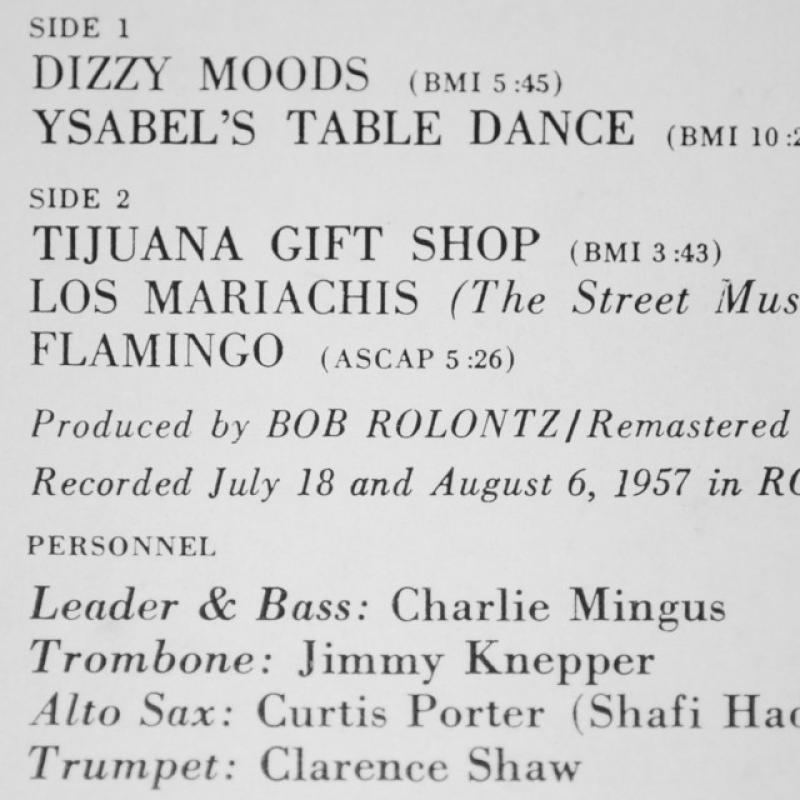 SIDE 1
DIZZY MOODS (BMI 5:45)
YSABEL'S TABLE DANCE (BMI 10:2
SIDE 2
TIJUANA GIFT SHOP (BMI 3:43)
LOS MARIACHIS (The Street Mus
FLAMINGO (ASCAP 5:26)
Produced by BOB ROLONTZ/Remastered
Recorded July 18 and August 6, 1957 in RC
PERSONNEL
Leader & Bass: Charlie Mingus
Trombone: Jimmy Knepper
Alto Sax: Curtis Porter (Shafi Had
Trumpet: Clarence Shaw